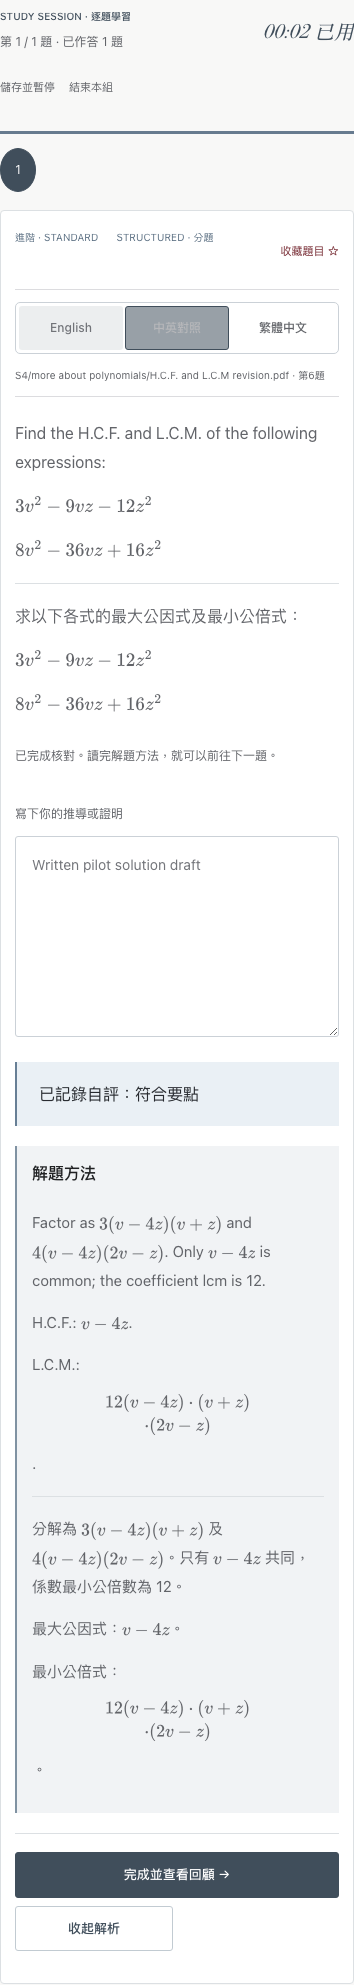 STUDY SESSION · 逐題學習
00:02 已用
第 1 / 1 題 · 已作答 1 題
儲存並暫停 結束本組
1
進階 · STANDARD STRUCTURED · 分題
收藏題目 ☆
English 中英對照 繁體中文
S4/more about polynomials/H.C.F. and L.C.M revision.pdf · 第6題
Find the H.C.F. and L.C.M. of the following
expressions:
3v² − 9vz − 12z²
8v² − 36vz + 16z²
求以下各式的最大公因式及最小公倍式：
3v² − 9vz − 12z²
8v² − 36vz + 16z²
已完成核對。讀完解題方法，就可以前往下一題。
寫下你的推導或證明
Written pilot solution draft
已記錄自評：符合要點
解題方法
Factor as 3(v − 4z)(v + z) and
4(v − 4z)(2v − z). Only v − 4z is
common; the coefficient lcm is 12.
H.C.F.: v − 4z.
L.C.M.:
12(v − 4z) · (v + z)
·(2v − z)
.
分解為 3(v − 4z)(v + z) 及
4(v − 4z)(2v − z)。只有 v − 4z 共同，
係數最小公倍數為 12。
最大公因式：v − 4z。
最小公倍式：
12(v − 4z) · (v + z)
·(2v − z)
。
完成並查看回顧 →
收起解析